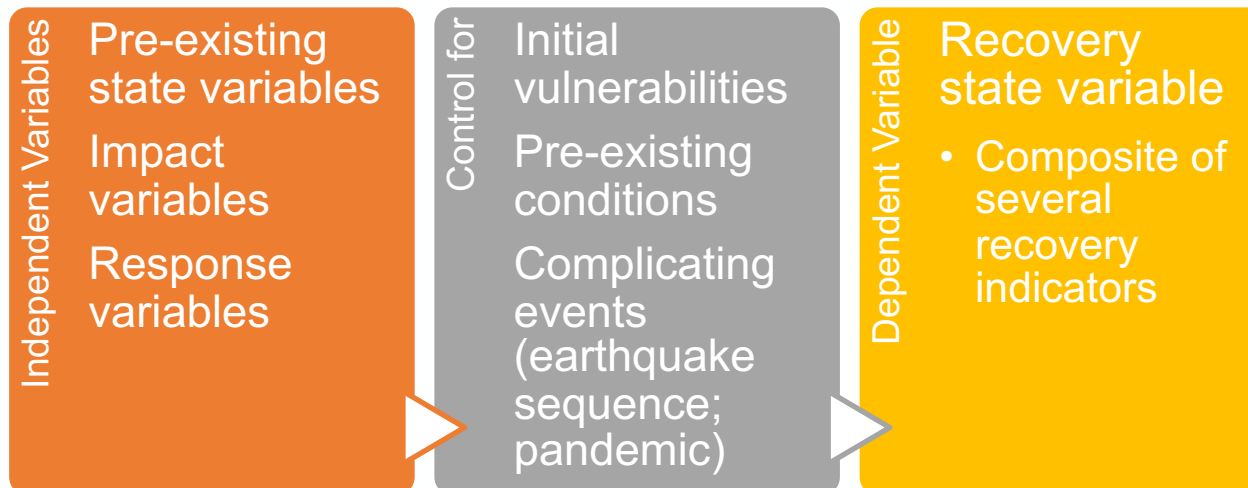 Independent Variables
Pre-existing
state variables
Impact
variables
Response
variables
Control for
Initial
vulnerabilities
Pre-existing
conditions
Complicating
events
(earthquake
sequence;
pandemic)
Dependent Variable
Recovery
state variable
• Composite of
several
recovery
indicators